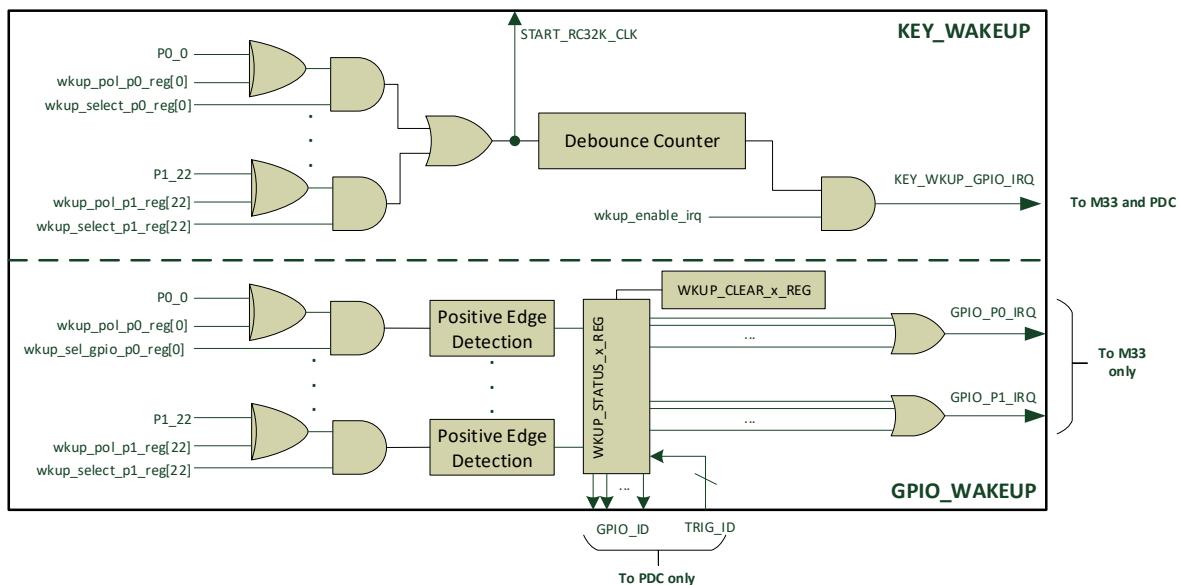 KEY_WAKEUP
START_RC32K_CLK
P0_0
wkup_pol_p0_reg[0]
wkup_select_p0_reg[0]
Debounce Counter
P1_22
wkup_pol_p1_reg[22]
wkup_select_p1_reg[22]
KEY_WKUP_GPIO_IRQ
wkup_enable_irq
To M33 and PDC
WKUP_CLEAR_x_REG
P0_0
wkup_pol_p0_reg[0]
wkup_sel_gpio_p0_reg[0]
Positive Edge
Detection
WKUP_STATUS_x_REG
...
GPIO_P0_IRQ
To M33
only
P1_22
wkup_pol_p1_reg[22]
wkup_select_p1_reg[22]
Positive Edge
Detection
...
GPIO_P1_IRQ
...
GPIO_WAKEUP
GPIO_ID
TRIG_ID
To PDC only